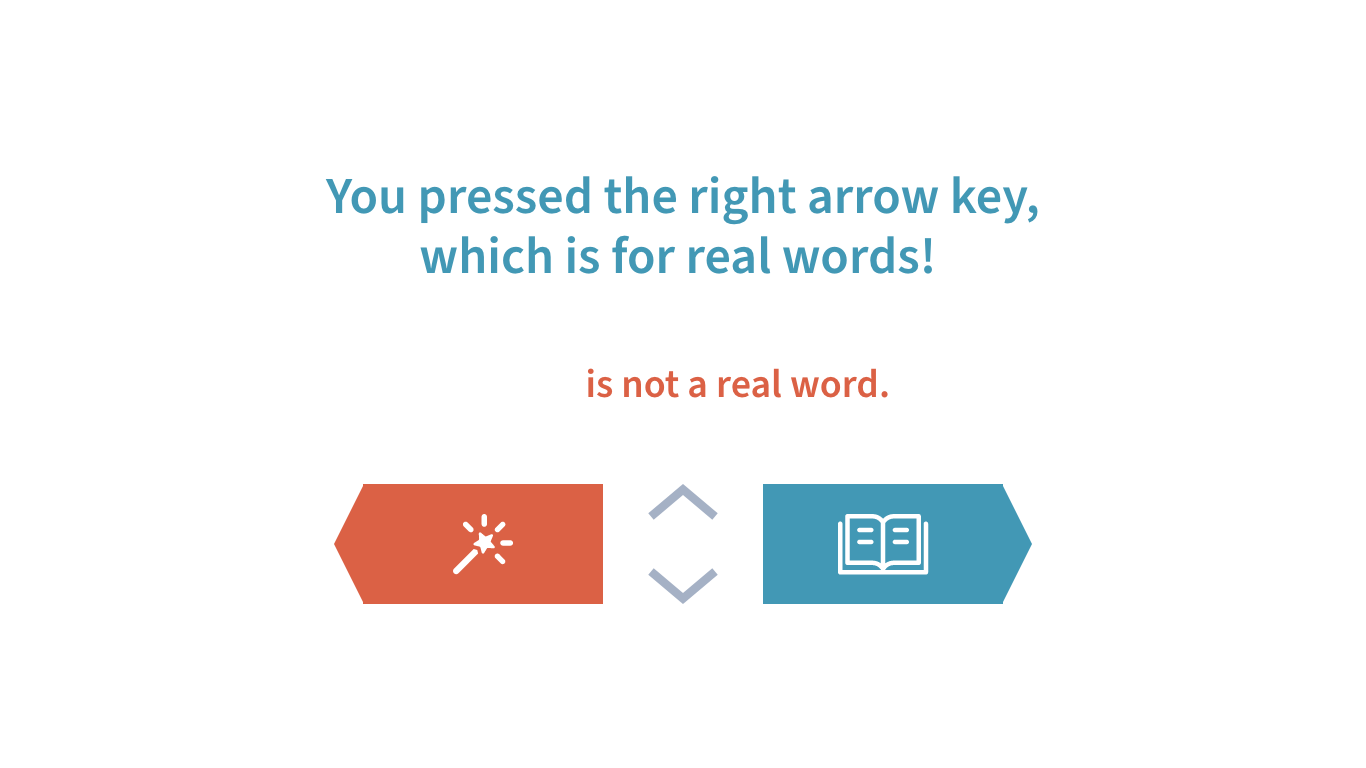 You pressed the right arrow key,
which is for real words!
is not a real word.